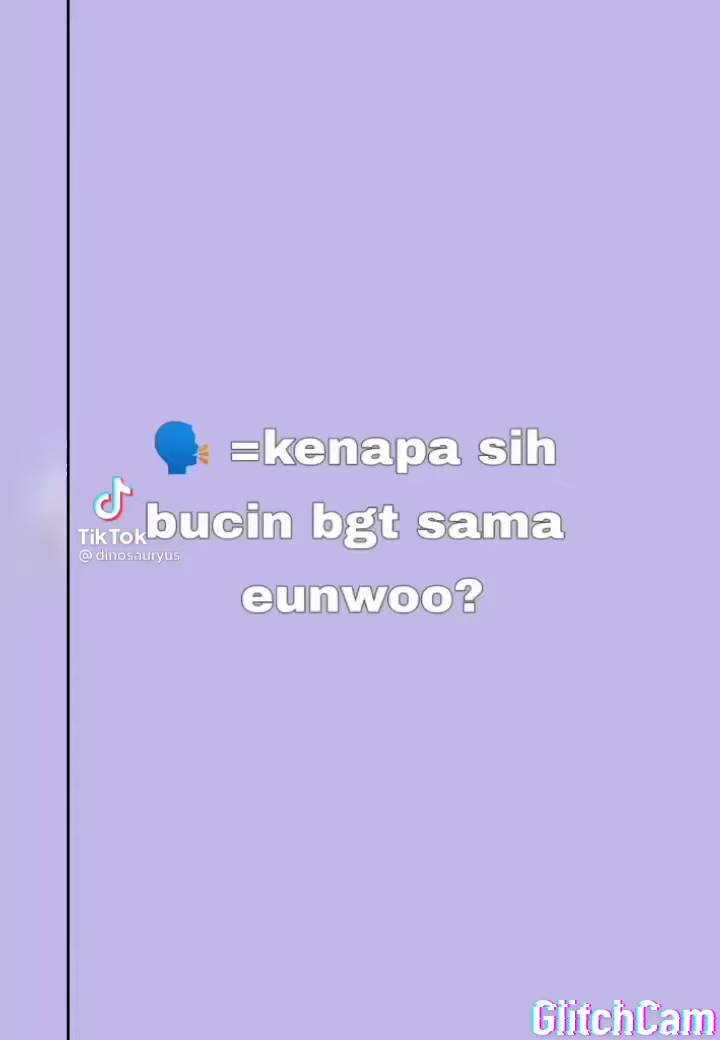 🗣️ =kenapa sih
bucin bgt sama
eunwoo?
TikTok
@dinosauryus
GlitchCam